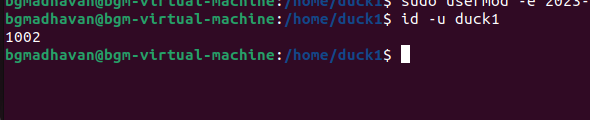 bgmadhavan@bgm-virtual-machine:/home/duck1$ sudo usermod -e 2023-
bgmadhavan@bgm-virtual-machine:/home/duck1$ id -u duck1
1002
bgmadhavan@bgm-virtual-machine:/home/duck1$